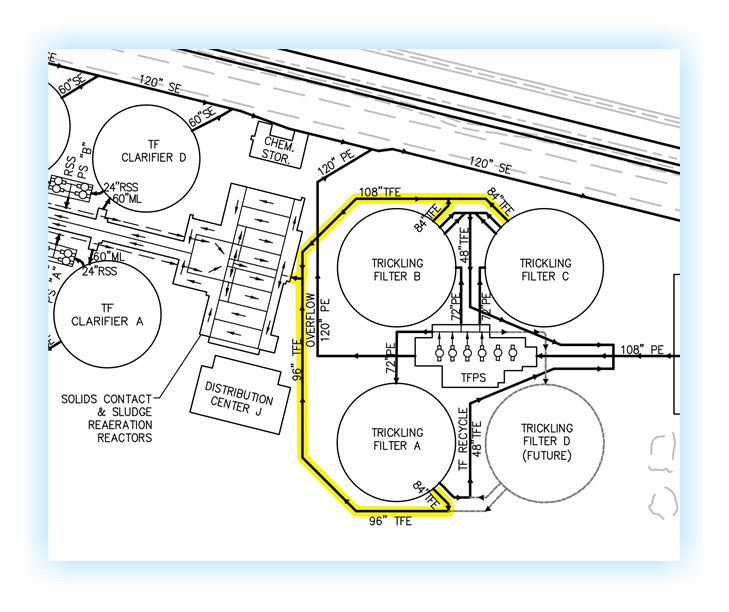 SE
60"SE
120" SE
60"SE
TF
CLARIFIER D
CHEM.
STOR.
RSS
PS "B"
24"RSS
60"ML
120" PE
120" SE
108"TFE
84"TFE
84"TFE
48"TFE
TRICKLING
FILTER B
TRICKLING
FILTER C
60"ML
24"RSS
PS "A"
TF
CLARIFIER A
OVERFLOW
120" PE
96" TFE
72"PE
72"PE
72"PE
108" PE
TFPS
DISTRIBUTION
CENTER J
SOLIDS CONTACT
& SLUDGE
REAERATION
REACTORS
TRICKLING
FILTER A
TF RECYCLE
48"TFE
TRICKLING
FILTER D
(FUTURE)
84"TFE
96" TFE